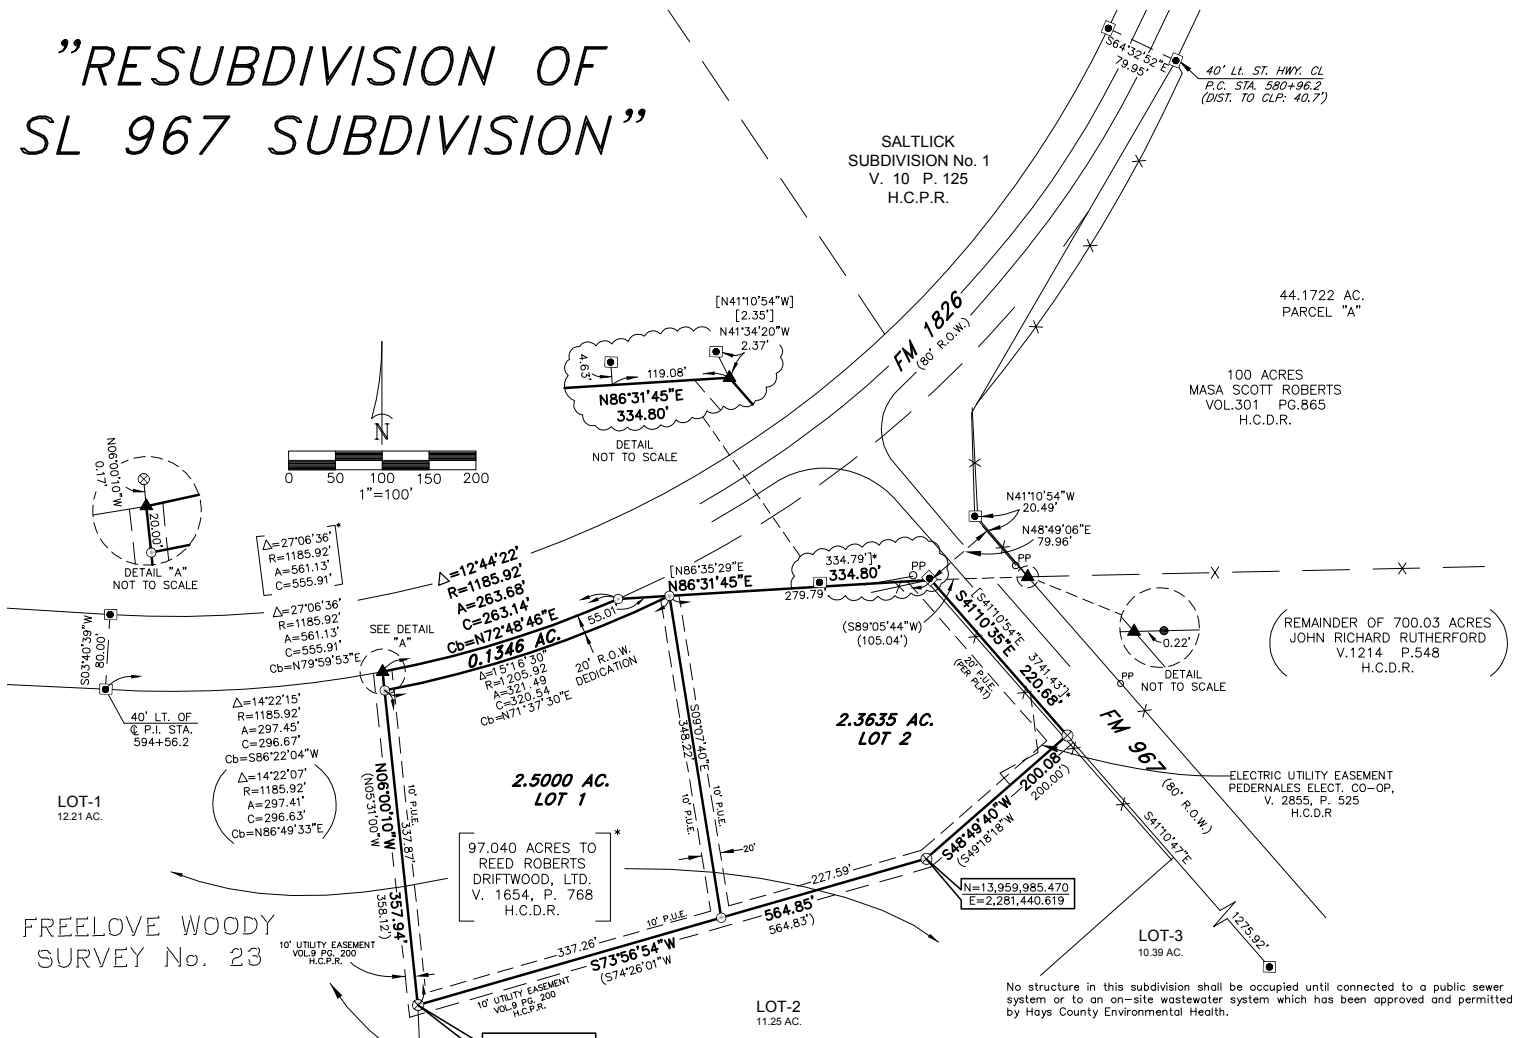 "RESUBDIVISION OF
SL 967 SUBDIVISION"
S64°32'52"E
79.95'
40' Lt. ST. HWY. CL
P.C. STA. 580+96.2
(DIST. TO CLP: 40.7')
SALTLICK
SUBDIVISION No. 1
V. 10 P. 125
H.C.P.R.
44.1722 AC.
PARCEL "A"
100 ACRES
MASA SCOTT ROBERTS
VOL.301 PG.865
H.C.D.R.
FM 1826
(80' R.O.W.)
[N41°10'54"W]
[2.35']
N41°34'20"W
2.37'
4.63'
119.08'
N86°31'45"E
334.80'
DETAIL
NOT TO SCALE
N
0 50 100 150 200
1"=100'
N06°00'10"W
0.17'
20.00'
DETAIL "A"
NOT TO SCALE
*
Δ=27°06'36'
R=1185.92'
A=561.13'
C=555.91'
Δ=27°06'36'
R=1185.92'
A=561.13'
C=555.91'
Cb=N79°59'53"E
Δ=12°44'22'
R=1185.92'
A=263.68'
C=263.14'
Cb=N72°48'46"E
0.1346 AC.
Δ=15°16'30"
R=1205.92
A=321.49
C=320.54
Cb=N71°37'30"E
20' R.O.W.
DEDICATION
55.01'
[N86°35'29"E
N86°31'45"E
334.79']*
334.80'
279.79'
PP
(S89°05'44"W)
(105.04')
N41°10'54"W
20.49'
N48°49'06"E
79.96'
PP
0.22'
DETAIL
NOT TO SCALE
REMAINDER OF 700.03 ACRES
JOHN RICHARD RUTHERFORD
V.1214 P.548
H.C.D.R.
S03°40'39"W
80.00'
SEE DETAIL
"A"
40' LT. OF
℄ P.I. STA.
594+56.2
Δ=14°22'15'
R=1185.92'
A=297.45'
C=296.67'
Cb=S86°22'04"W
Δ=14°22'07'
R=1185.92'
A=297.41'
C=296.63'
Cb=N86°49'33"E
[S41°10'54"E
3741.43']*
S41°10'35"E
220.68'
20' P.U.E
(PER PLAT)
PP
FM 967
(80' R.O.W.)
2.3635 AC.
LOT 2
2.5000 AC.
LOT 1
S09°07'40"E
348.22'
10' P.U.E.
10' P.U.E.
20'
LOT-1
12.21 AC.
N06°00'10"W
(N05°31'00"W
357.94'
358.12')
337.87'
10' P.U.E.
*
97.040 ACRES TO
REED ROBERTS
DRIFTWOOD, LTD.
V. 1654, P. 768
H.C.D.R.
S48°49'40"W
200.08'
(S49°18'18"W
200.00')
ELECTRIC UTILITY EASEMENT
PEDERNALES ELECT. CO-OP,
V. 2855, P. 525
H.C.D.R
S41°10'47"E
1275.92'
N=13,959,985.470
E=2,281,440.619
FREELOVE WOODY
SURVEY No. 23
10' UTILITY EASEMENT
VOL.9 PG. 200
H.C.P.R.
10' P.U.E.
227.59'
337.26'
S73°56'54"W
564.85'
(S74°26'01"W
564.83')
10' UTILITY EASEMENT
VOL.9 PG. 200
H.C.P.R.
LOT-2
11.25 AC.
LOT-3
10.39 AC.
No structure in this subdivision shall be occupied until connected to a public sewer
system or to an on-site wastewater system which has been approved and permitted
by Hays County Environmental Health.